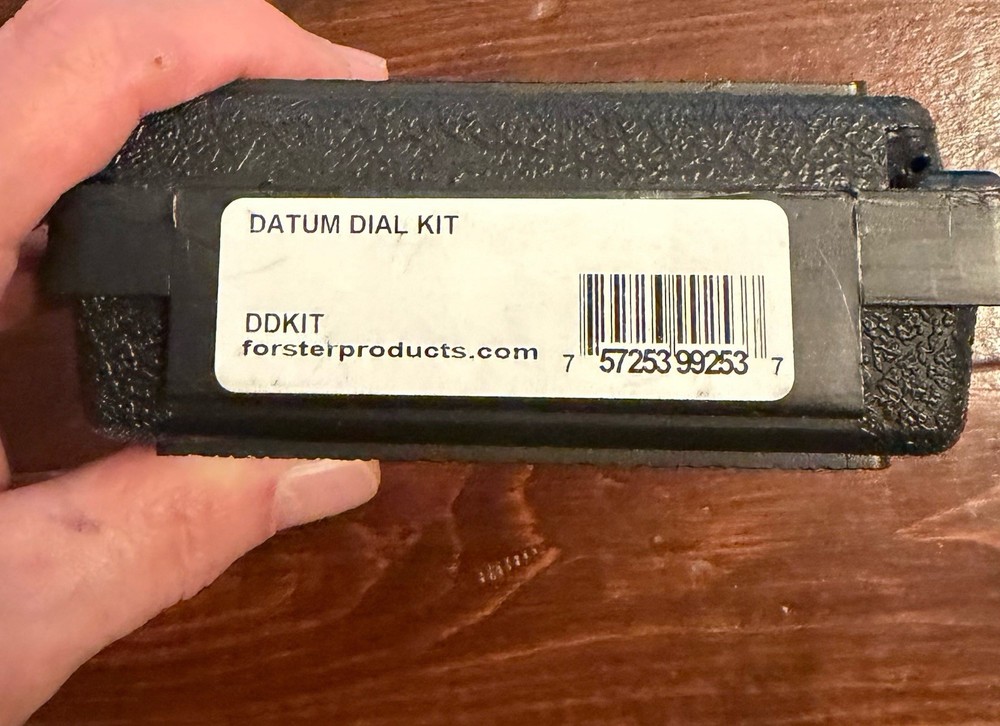 DATUM DIAL KIT
DDKIT
forsterproducts.com
7 57253 99253 7